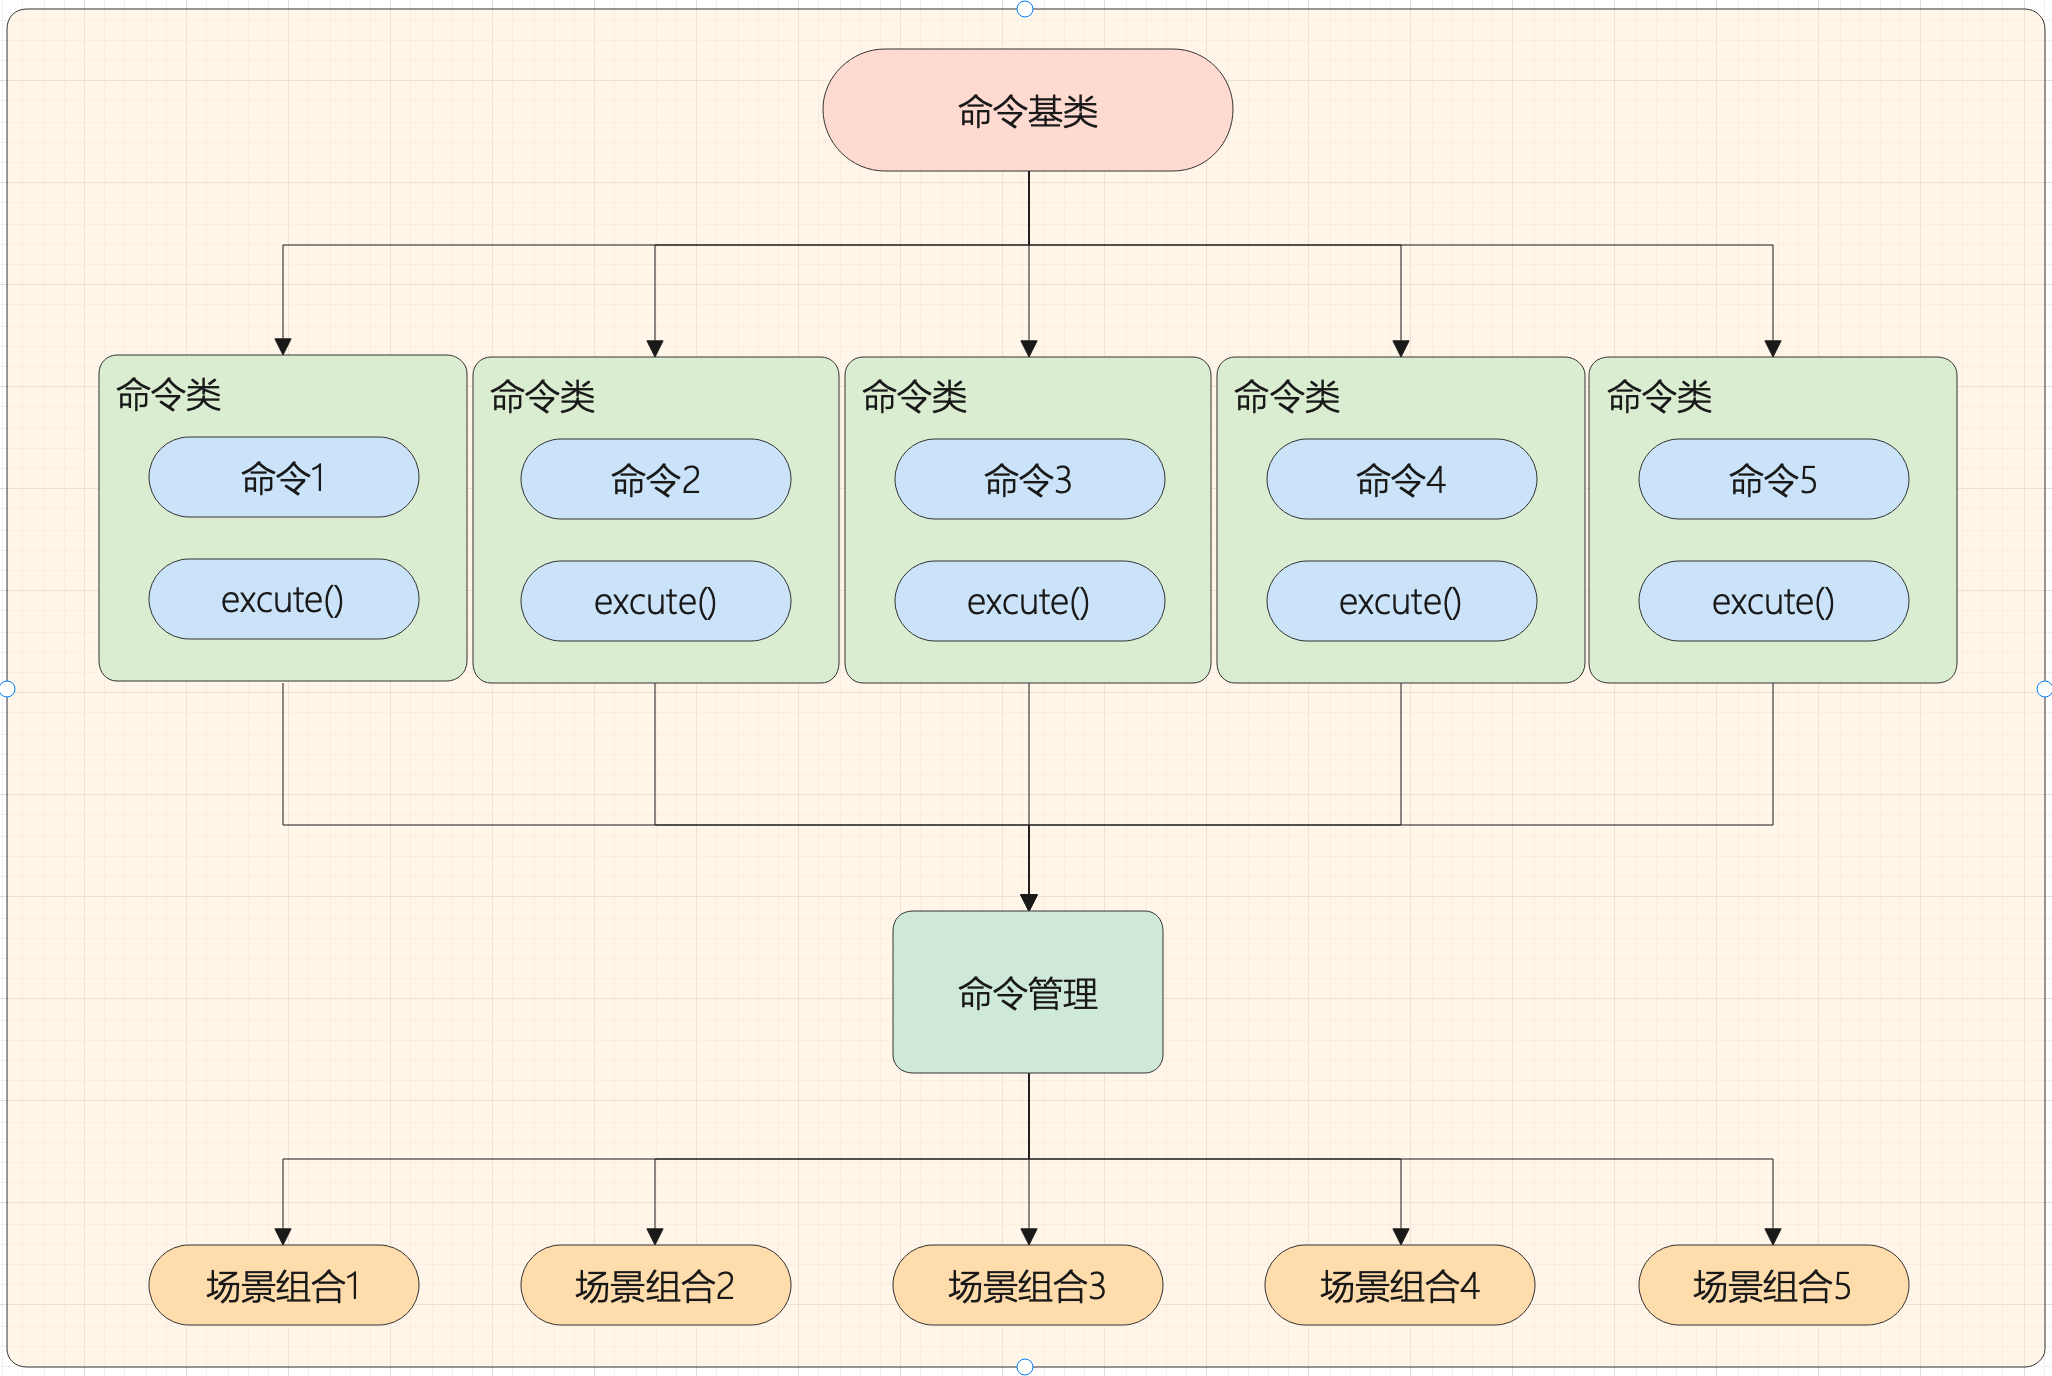 命令基类
命令类
命令1
excute()
命令类
命令2
excute()
命令类
命令3
excute()
命令类
命令4
excute()
命令类
命令5
excute()
命令管理
场景组合1
场景组合2
场景组合3
场景组合4
场景组合5